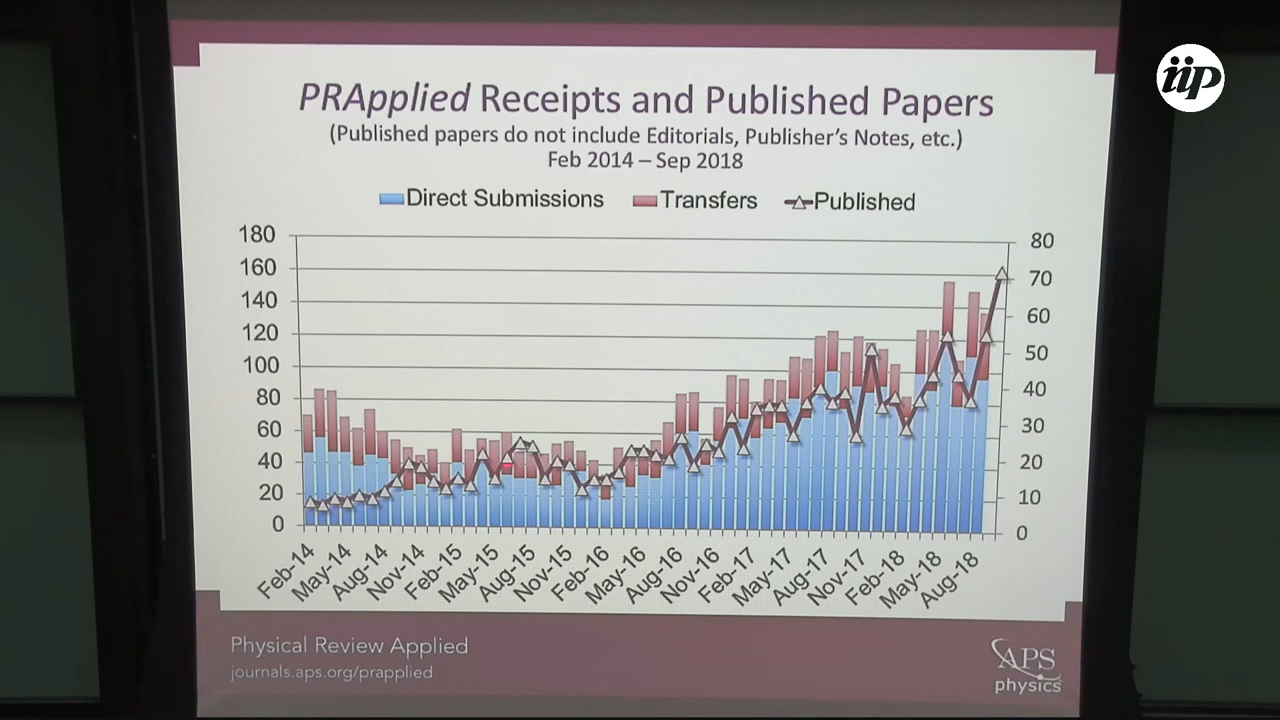 iip
PRApplied Receipts and Published Papers
(Published papers do not include Editorials, Publisher's Notes, etc.)
Feb 2014 – Sep 2018
Direct Submissions Transfers Published
180 80
160 70
140 60
120 50
100 40
80 30
60 20
40 10
20 0
0
Feb-14 May-14 Aug-14 Nov-14 Feb-15 May-15 Aug-15 Nov-15 Feb-16 May-16 Aug-16 Nov-16 Feb-17 May-17 Aug-17 Nov-17 Feb-18 May-18 Aug-18
Physical Review Applied
journals.aps.org/prapplied
APS
physics